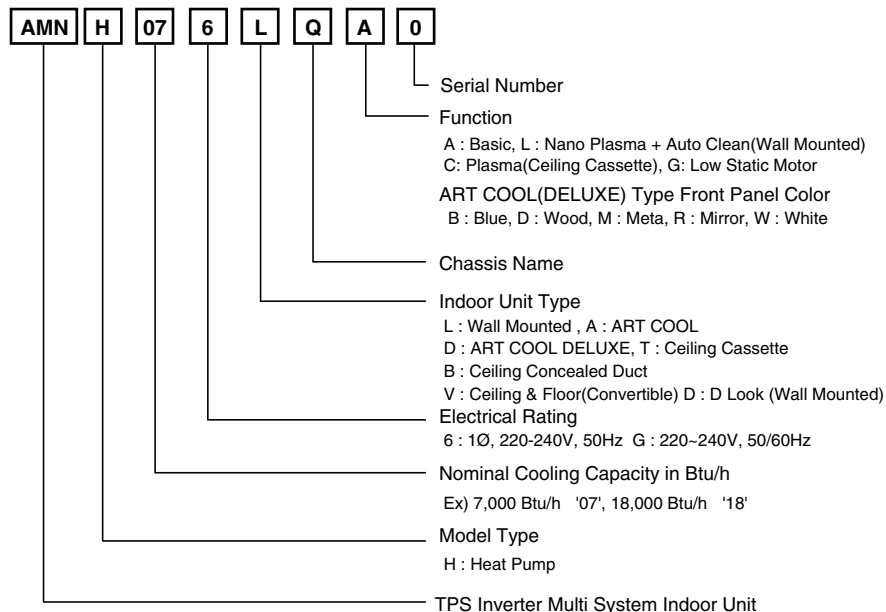 AMN H 07 6 L Q A 0
Serial Number
Function
A : Basic, L : Nano Plasma + Auto Clean(Wall Mounted)
C: Plasma(Ceiling Cassette), G: Low Static Motor
ART COOL(DELUXE) Type Front Panel Color
B : Blue, D : Wood, M : Meta, R : Mirror, W : White
Chassis Name
Indoor Unit Type
L : Wall Mounted , A : ART COOL
D : ART COOL DELUXE, T : Ceiling Cassette
B : Ceiling Concealed Duct
V : Ceiling & Floor(Convertible) D : D Look (Wall Mounted)
Electrical Rating
6 : 1Ø, 220-240V, 50Hz G : 220~240V, 50/60Hz
Nominal Cooling Capacity in Btu/h
Ex) 7,000 Btu/h '07', 18,000 Btu/h '18'
Model Type
H : Heat Pump
TPS Inverter Multi System Indoor Unit